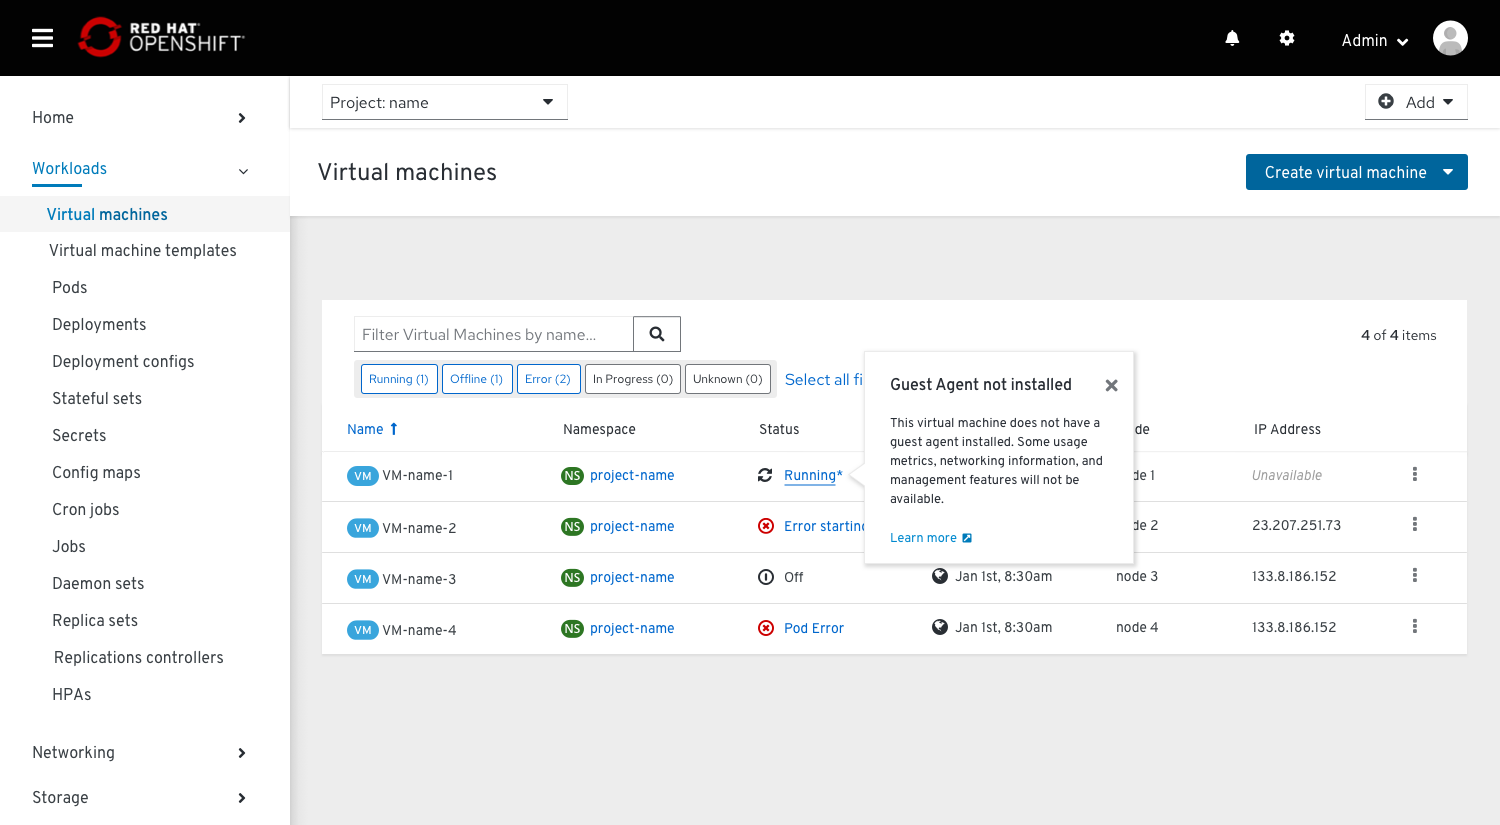 RED HAT
OPENSHIFT
Admin
Project: name
Add
Home
Workloads
Virtual machines
Virtual machine templates
Pods
Deployments
Deployment configs
Stateful sets
Secrets
Config maps
Cron jobs
Jobs
Daemon sets
Replica sets
Replications controllers
HPAs
Networking
Storage
Virtual machines
Create virtual machine
Filter Virtual Machines by name...
4 of 4 items
Running (1) Offline (1) Error (2) In Progress (0) Unknown (0) Select all fi
Name Namespace Status de IP Address
VM VM-name-1 NS project-name Running* de 1 Unavailable
VM VM-name-2 NS project-name Error starting de 2 23.207.251.73
VM VM-name-3 NS project-name Off Jan 1st, 8:30am node 3 133.8.186.152
VM VM-name-4 NS project-name Pod Error Jan 1st, 8:30am node 4 133.8.186.152
Guest Agent not installed
This virtual machine does not have a
guest agent installed. Some usage
metrics, networking information, and
management features will not be
available.
Learn more